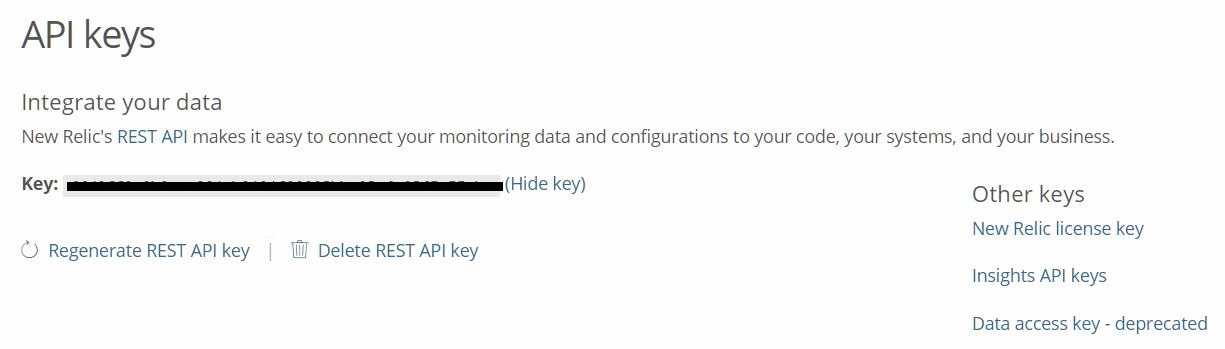 API keys
Integrate your data
New Relic's REST API makes it easy to connect your monitoring data and configurations to your code, your systems, and your business.
Key: (Hide key)
Regenerate REST API key | Delete REST API key
Other keys
New Relic license key
Insights API keys
Data access key - deprecated